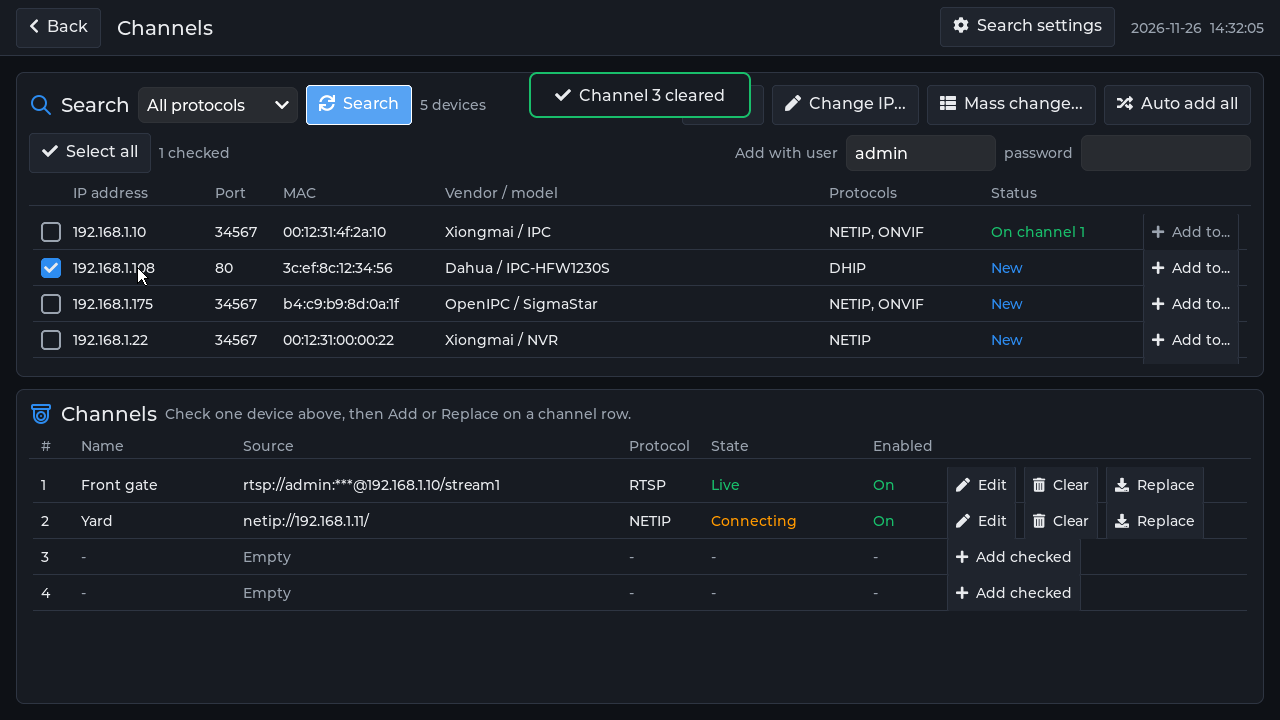 Back Channels Search settings 2026-11-26 14:32:05
Search All protocols Search 5 devices Channel 3 cleared Change IP... Mass change... Auto add all
Select all 1 checked Add with user admin password
IP address Port MAC Vendor / model Protocols Status
192.168.1.10 34567 00:12:31:4f:2a:10 Xiongmai / IPC NETIP, ONVIF On channel 1 Add to...
192.168.1.108 80 3c:ef:8c:12:34:56 Dahua / IPC-HFW1230S DHIP New Add to...
192.168.1.175 34567 b4:c9:b9:8d:0a:1f OpenIPC / SigmaStar NETIP, ONVIF New Add to...
192.168.1.22 34567 00:12:31:00:00:22 Xiongmai / NVR NETIP New Add to...
Channels Check one device above, then Add or Replace on a channel row.
# Name Source Protocol State Enabled
1 Front gate rtsp://admin:***@192.168.1.10/stream1 RTSP Live On Edit Clear Replace
2 Yard netip://192.168.1.11/ NETIP Connecting On Edit Clear Replace
3 - Empty - - - Add checked
4 - Empty - - - Add checked